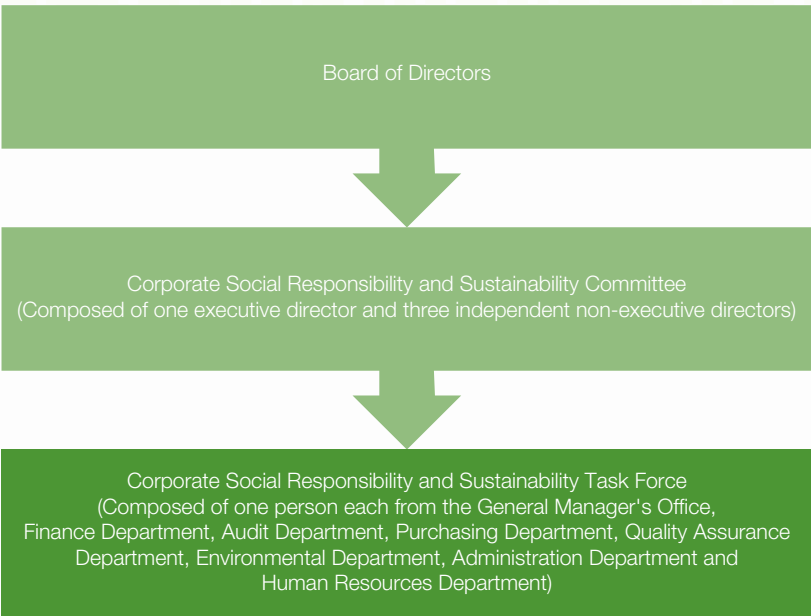 Board of Directors
Corporate Social Responsibility and Sustainability Committee
(Composed of one executive director and three independent non-executive directors)
Corporate Social Responsibility and Sustainability Task Force
(Composed of one person each from the General Manager's Office,
Finance Department, Audit Department, Purchasing Department, Quality Assurance
Department, Environmental Department, Administration Department and
Human Resources Department)